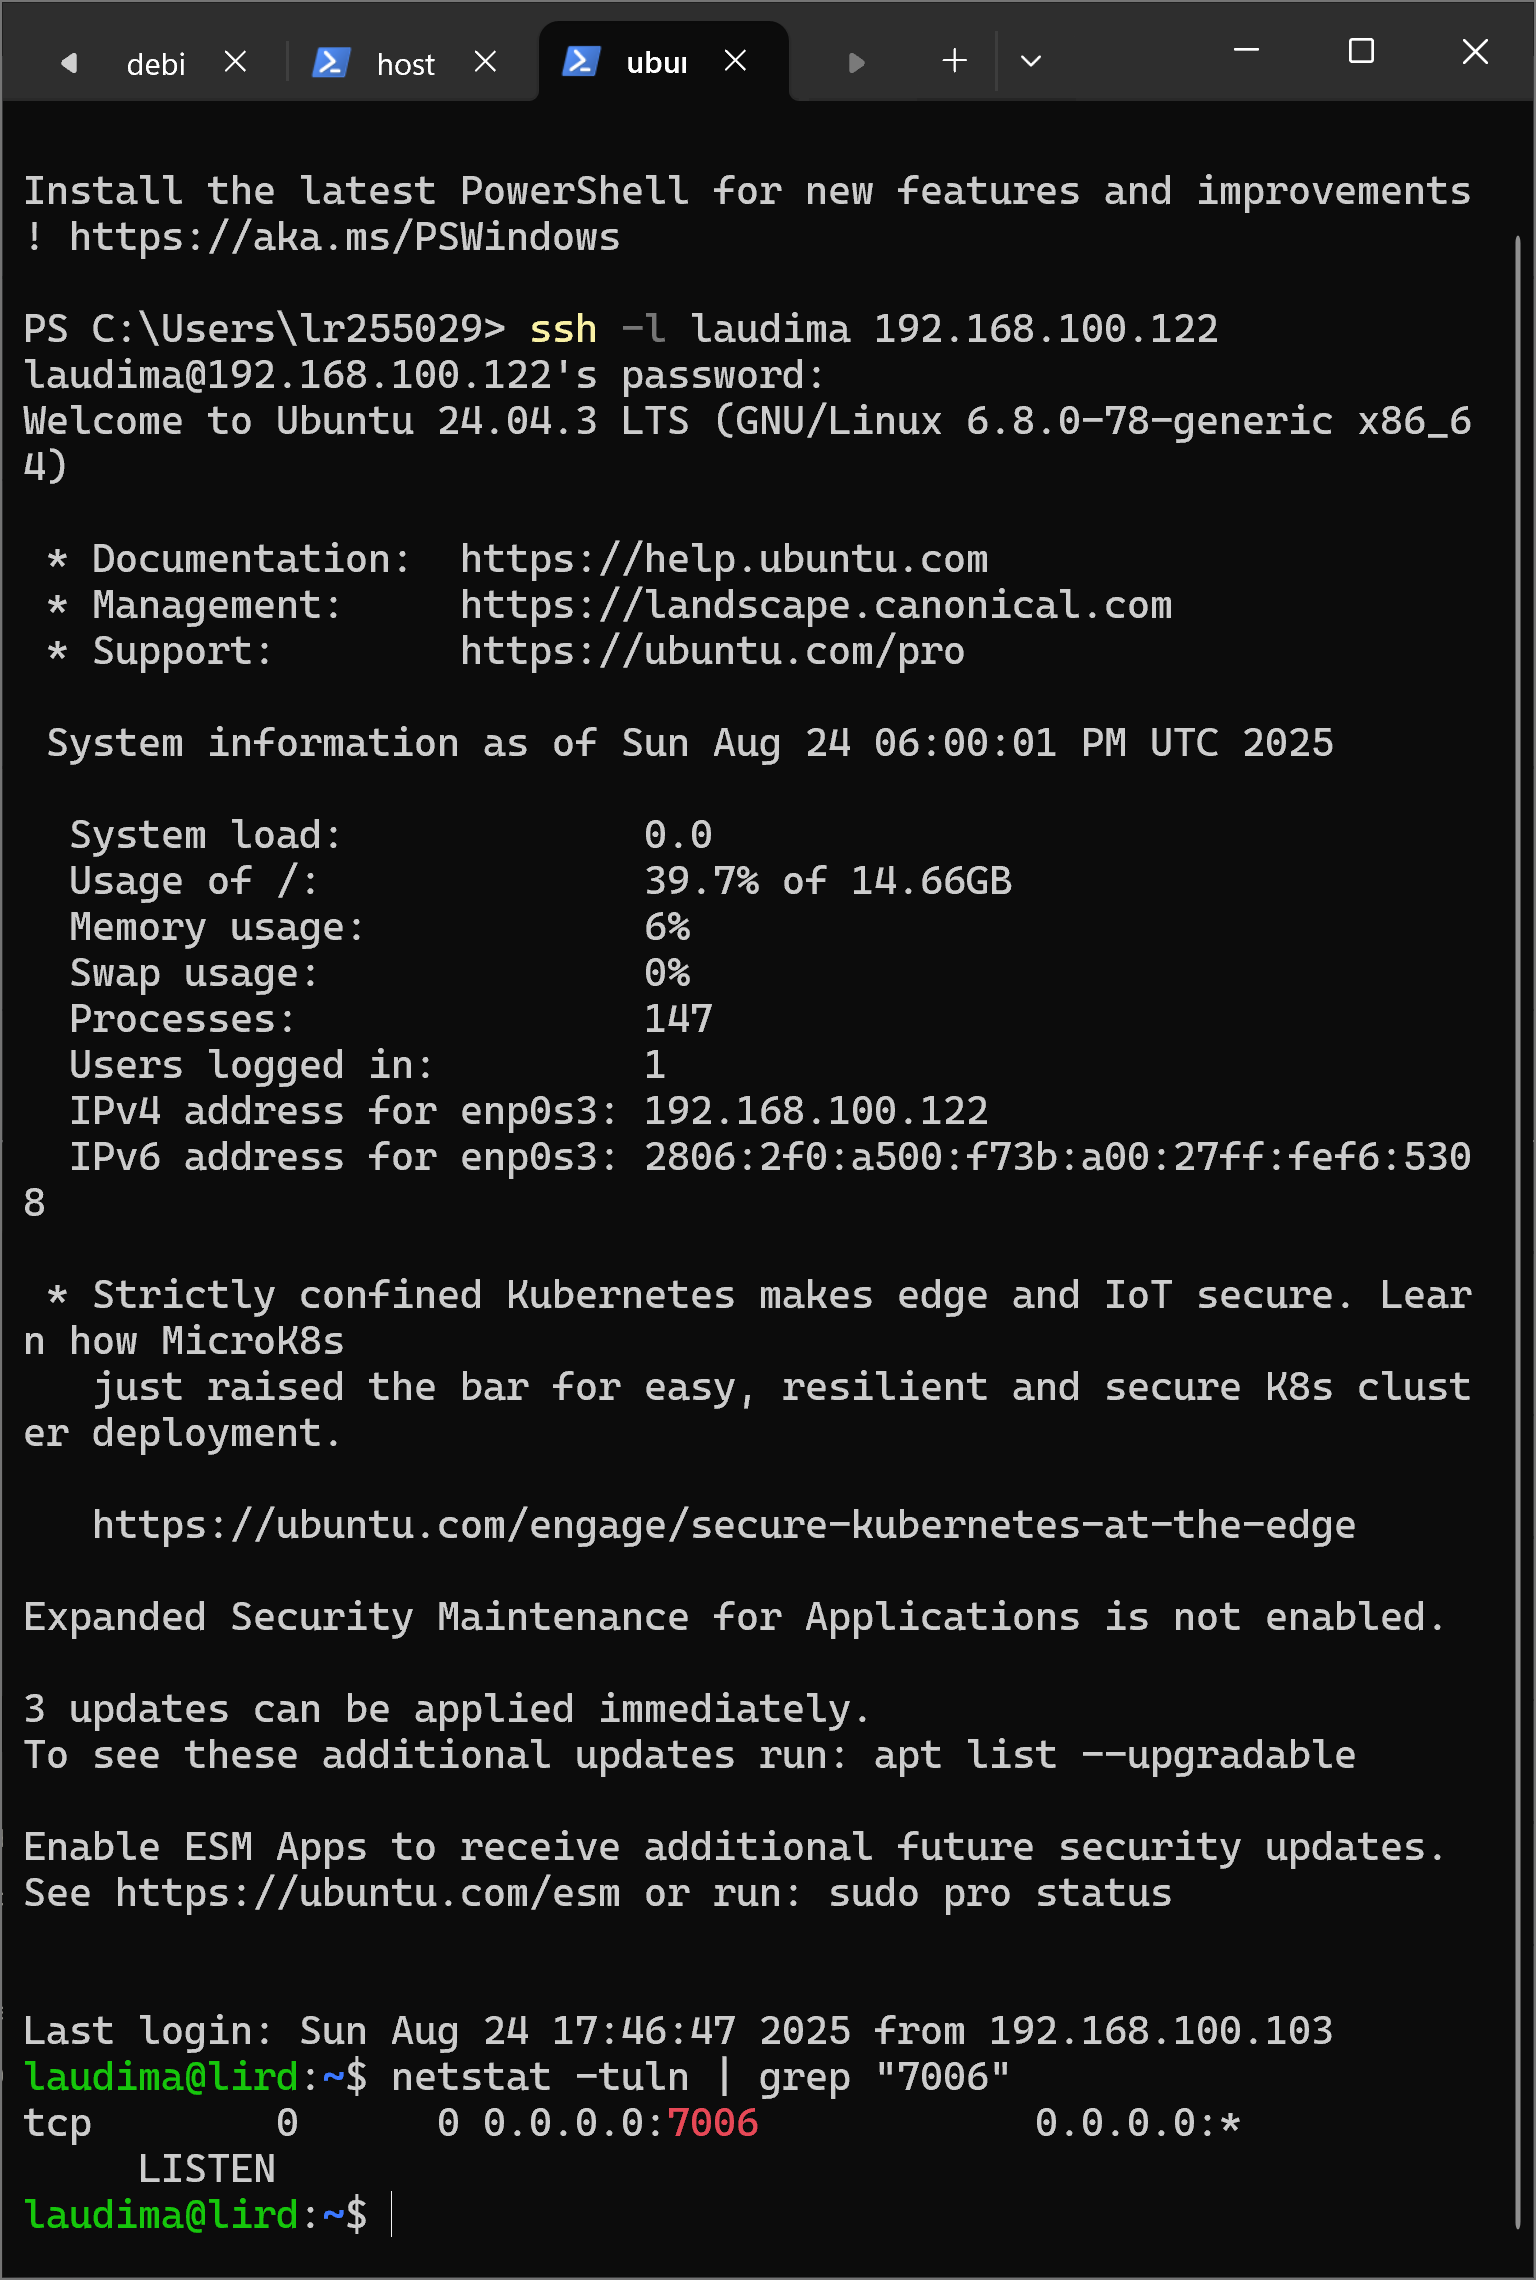 debi
host
ubu
Install the latest PowerShell for new features and improvements
! https://aka.ms/PSWindows
PS C:\Users\lr255029> ssh -l laudima 192.168.100.122
laudima@192.168.100.122's password:
Welcome to Ubuntu 24.04.3 LTS (GNU/Linux 6.8.0-78-generic x86_6
4)
* Documentation:  https://help.ubuntu.com
* Management:     https://landscape.canonical.com
* Support:        https://ubuntu.com/pro
System information as of Sun Aug 24 06:00:01 PM UTC 2025
System load:             0.0
Usage of /:              39.7% of 14.66GB
Memory usage:            6%
Swap usage:              0%
Processes:               147
Users logged in:         1
IPv4 address for enp0s3: 192.168.100.122
IPv6 address for enp0s3: 2806:2f0:a500:f73b:a00:27ff:fef6:530
8
* Strictly confined Kubernetes makes edge and IoT secure. Lear
n how MicroK8s
just raised the bar for easy, resilient and secure K8s clust
er deployment.
https://ubuntu.com/engage/secure-kubernetes-at-the-edge
Expanded Security Maintenance for Applications is not enabled.
3 updates can be applied immediately.
To see these additional updates run: apt list --upgradable
Enable ESM Apps to receive additional future security updates.
See https://ubuntu.com/esm or run: sudo pro status
Last login: Sun Aug 24 17:46:47 2025 from 192.168.100.103
laudima@lird:~$ netstat -tuln | grep "7006"
tcp        0      0 0.0.0.0:7006            0.0.0.0:*
LISTEN
laudima@lird:~$